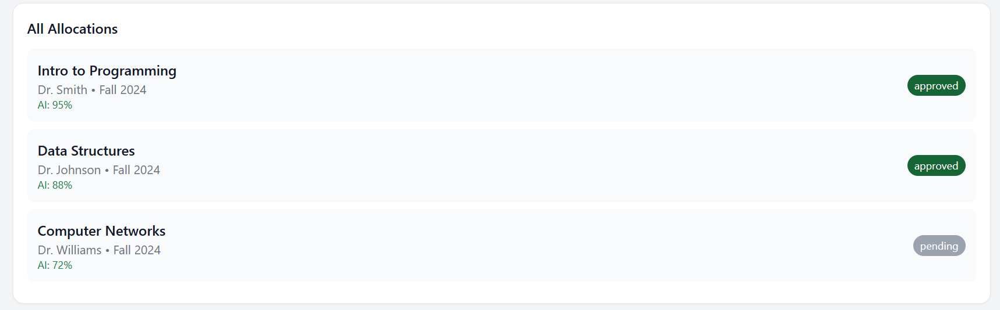 All Allocations
Intro to Programming
Dr. Smith • Fall 2024
AI: 95%
approved
Data Structures
Dr. Johnson • Fall 2024
AI: 88%
approved
Computer Networks
Dr. Williams • Fall 2024
AI: 72%
pending